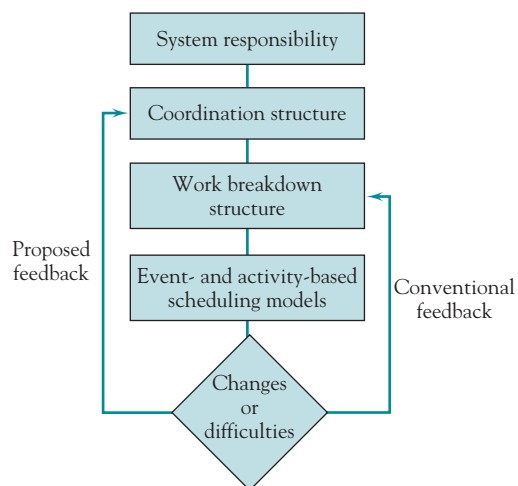 System responsibility
Coordination structure
Work breakdown
structure
Proposed
feedback
Event- and activity-based
scheduling models
Conventional
feedback
Changes
or
difficulties